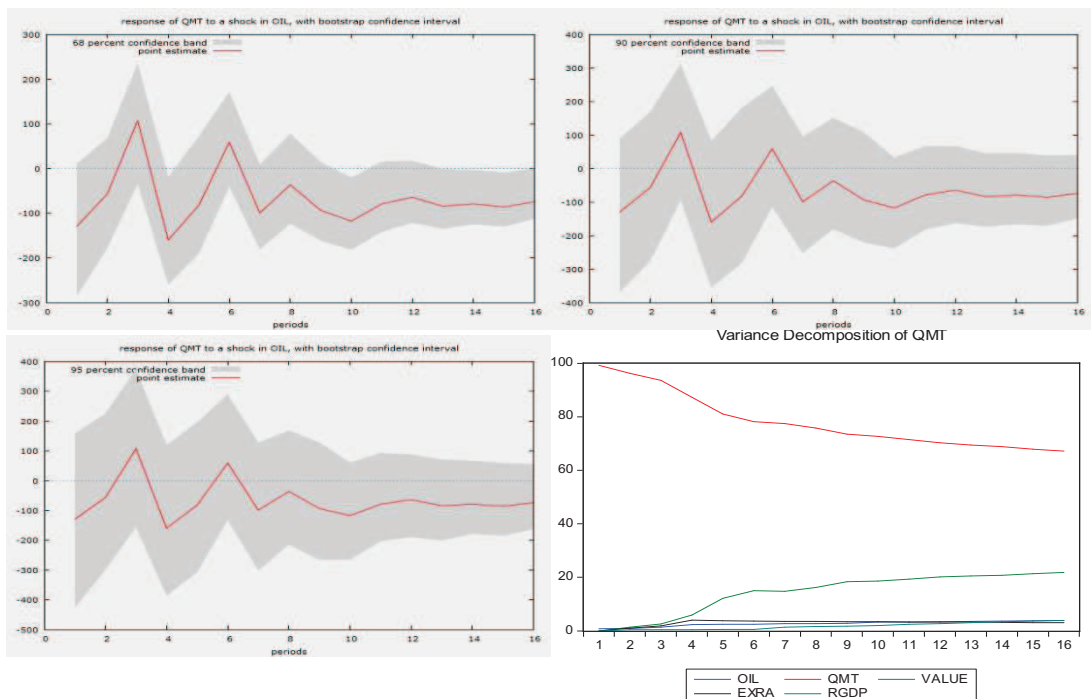 response of QMT to a shock in OIL, with bootstrap confidence interval
68 percent confidence band
point estimate
300
200
100
0
-100
-200
-300
0 2 4 6 8 10 12 14 16
periods
response of QMT to a shock in OIL, with bootstrap confidence interval
90 percent confidence band
point estimate
400
300
200
100
0
-100
-200
-300
-400
0 2 4 6 8 10 12 14 16
periods
response of QMT to a shock in OIL, with bootstrap confidence interval
95 percent confidence band
point estimate
400
300
200
100
0
-100
-200
-300
-400
-500
0 2 4 6 8 10 12 14 16
periods
Variance Decomposition of QMT
100
80
60
40
20
0
1 2 3 4 5 6 7 8 9 10 11 12 13 14 15 16
OIL QMT VALUE
EXRA RGDP